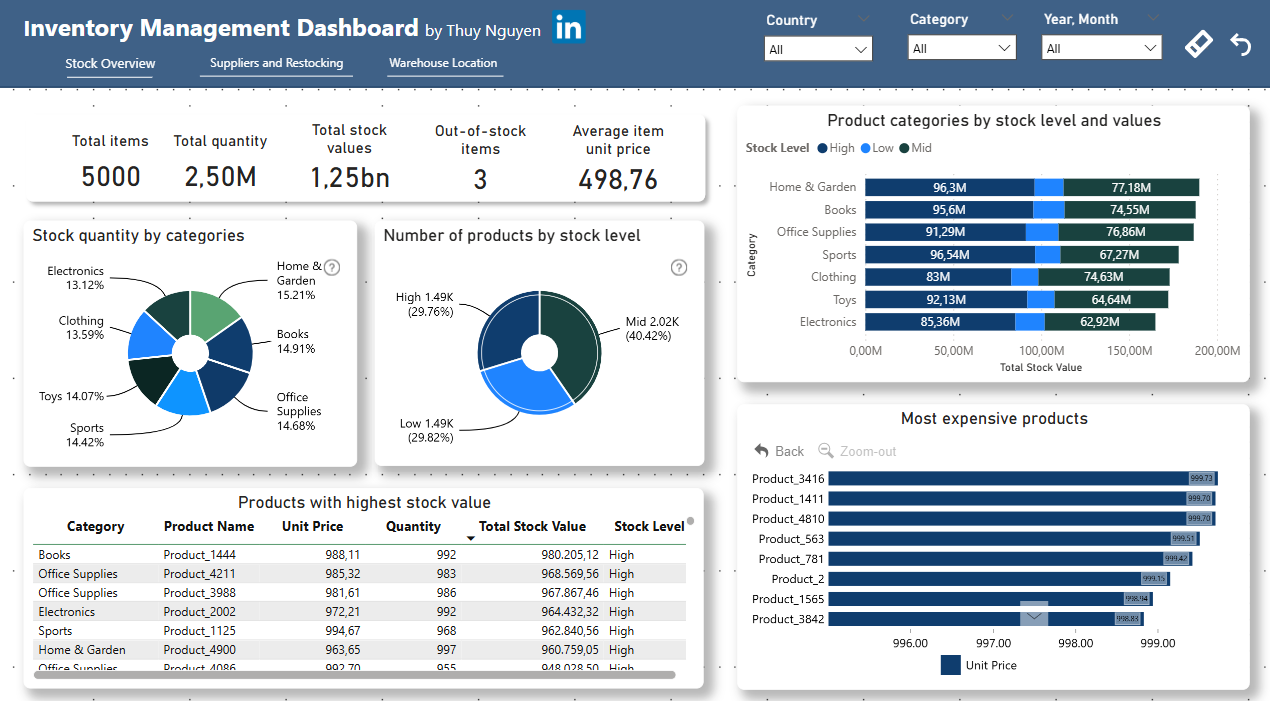 Inventory Management Dashboard by Thuy Nguyen in
Country
Category
Year, Month
All
All
All
Stock Overview
Suppliers and Restocking
Warehouse Location
Total items
5000
Total quantity
2,50M
Total stock
values
1,25bn
Out-of-stock
items
3
Average item
unit price
498,76
Stock quantity by categories
?
Home &
Garden
15.21%
Books
14.91%
Office
Supplies
14.68%
Sports
14.42%
Toys 14.07%
Clothing
13.59%
Electronics
13.12%
Number of products by stock level
?
High 1.49K
(29.76%)
Mid 2.02K
(40.42%)
Low 1.49K
(29.82%)
Product categories by stock level and values
Stock Level High Low Mid
Category
Home & Garden 96,3M 77,18M
Books 95,6M 74,55M
Office Supplies 91,29M 76,86M
Sports 96,54M 67,27M
Clothing 83M 74,63M
Toys 92,13M 64,64M
Electronics 85,36M 62,92M
0,00M 50,00M 100,00M 150,00M 200,00M
Total Stock Value
Products with highest stock value
Category Product Name Unit Price Quantity Total Stock Value Stock Level
Books Product_1444 988,11 992 980.205,12 High
Office Supplies Product_4211 985,32 983 968.569,56 High
Office Supplies Product_3988 981,61 986 967.867,46 High
Electronics Product_2002 972,21 992 964.432,32 High
Sports Product_1125 994,67 968 962.840,56 High
Home & Garden Product_4900 963,65 997 960.759,05 High
Office Supplies Product_4086 992,70 955 948.028,50 High
Most expensive products
Back Zoom-out
Product_3416 999.73
Product_1411 999.70
Product_4810 999.70
Product_563 999.51
Product_781 999.42
Product_2 999.15
Product_1565 998.94
Product_3842 998.83
996.00 997.00 998.00 999.00
Unit Price